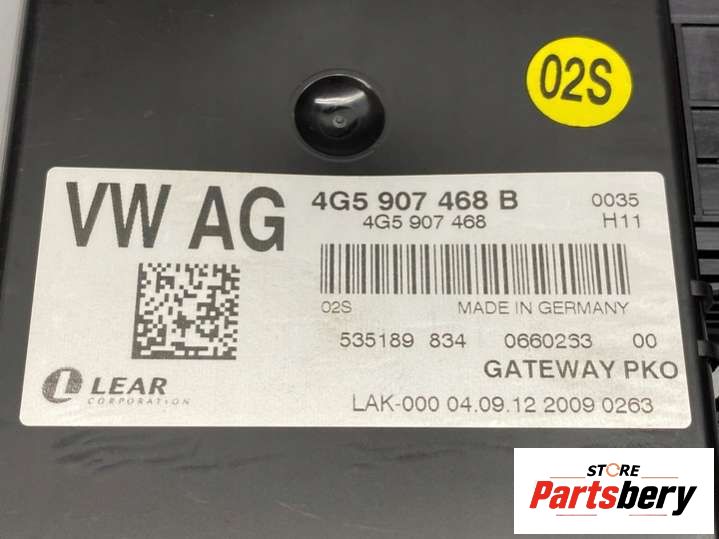 02S
VW AG
4G5 907 468 B 0035
4G5 907 468 H11
02S MADE IN GERMANY
535189 834 0660233 00
GATEWAY PKO
LEAR
CORPORATION
LAK-000 04.09.12 2009 0263
STORE
Partsbery